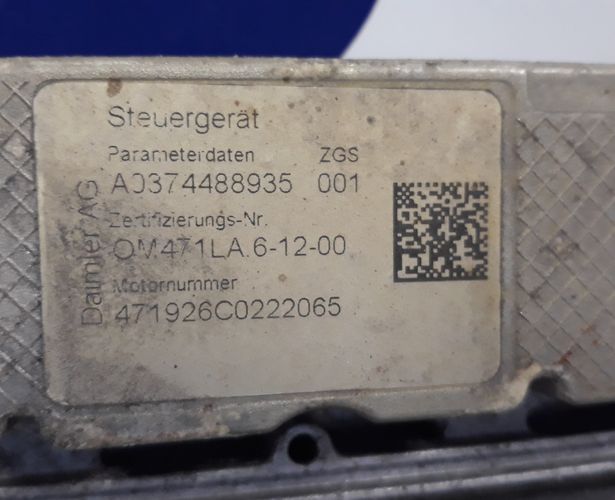 Steuergerät
Parameterdaten ZGS
A0374488935 001
Zertifizierungs-Nr.
OM471LA.6-12-00
Motornummer
471926C0222065
Daimler AG